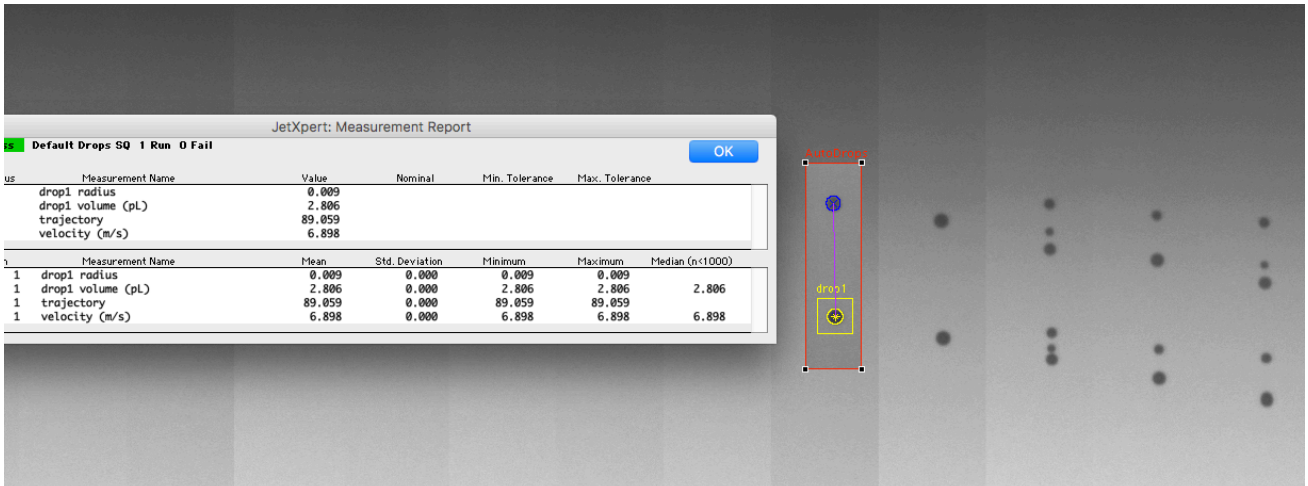 JetXpert: Measurement Report
ss Default Drops SQ 1 Run 0 Fail
OK
us Measurement Name Value Nominal Min. Tolerance Max. Tolerance
drop1 radius 0.009
drop1 volume (pL) 2.806
trajectory 89.059
velocity (m/s) 6.898
Measurement Name Mean Std. Deviation Minimum Maximum Median (n<1000)
1 drop1 radius 0.009 0.000 0.009 0.009
1 drop1 volume (pL) 2.806 0.000 2.806 2.806 2.806
1 trajectory 89.059 0.000 89.059 89.059
1 velocity (m/s) 6.898 0.000 6.898 6.898 6.898
drop1